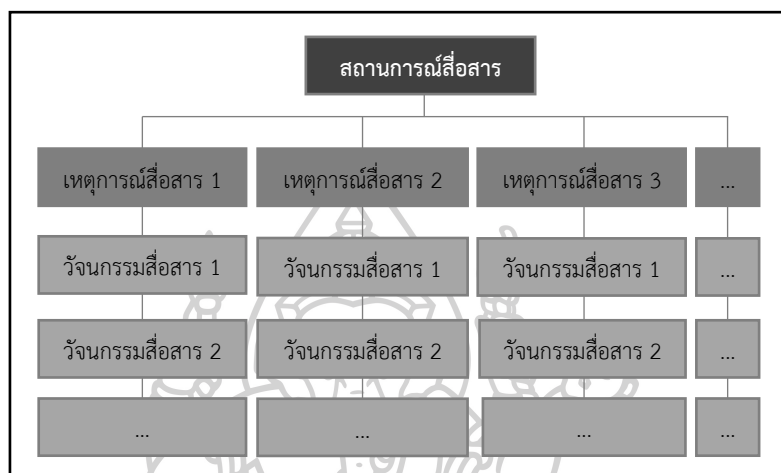 สถานการณ์สื่อสาร
เหตุการณ์สื่อสาร 1 เหตุการณ์สื่อสาร 2 เหตุการณ์สื่อสาร 3 ...
วัจนกรรมสื่อสาร 1 วัจนกรรมสื่อสาร 1 วัจนกรรมสื่อสาร 1 ...
วัจนกรรมสื่อสาร 2 วัจนกรรมสื่อสาร 2 วัจนกรรมสื่อสาร 2 ...
... ... ... ...